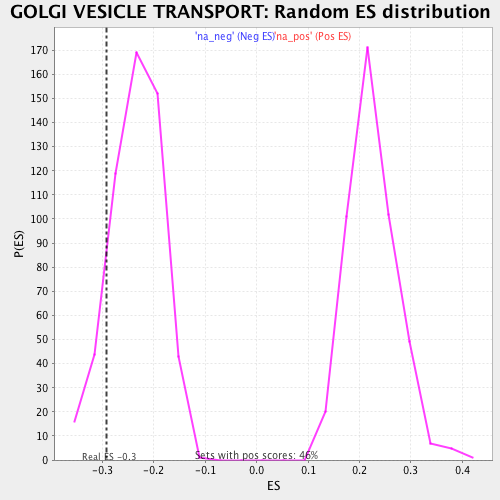 GOLGI VESICLE TRANSPORT: Random ES distribution
'na_neg' (Neg ES)'na_pos' (Pos ES)
170
160
150
140
130
120
110
100
90
80
70
60
50
40
30
20
10
0
P(ES)
Real ES -0.3
Sets with pos scores: 46%
-0.3 -0.2 -0.1 0.0 0.1 0.2 0.3 0.4
ES